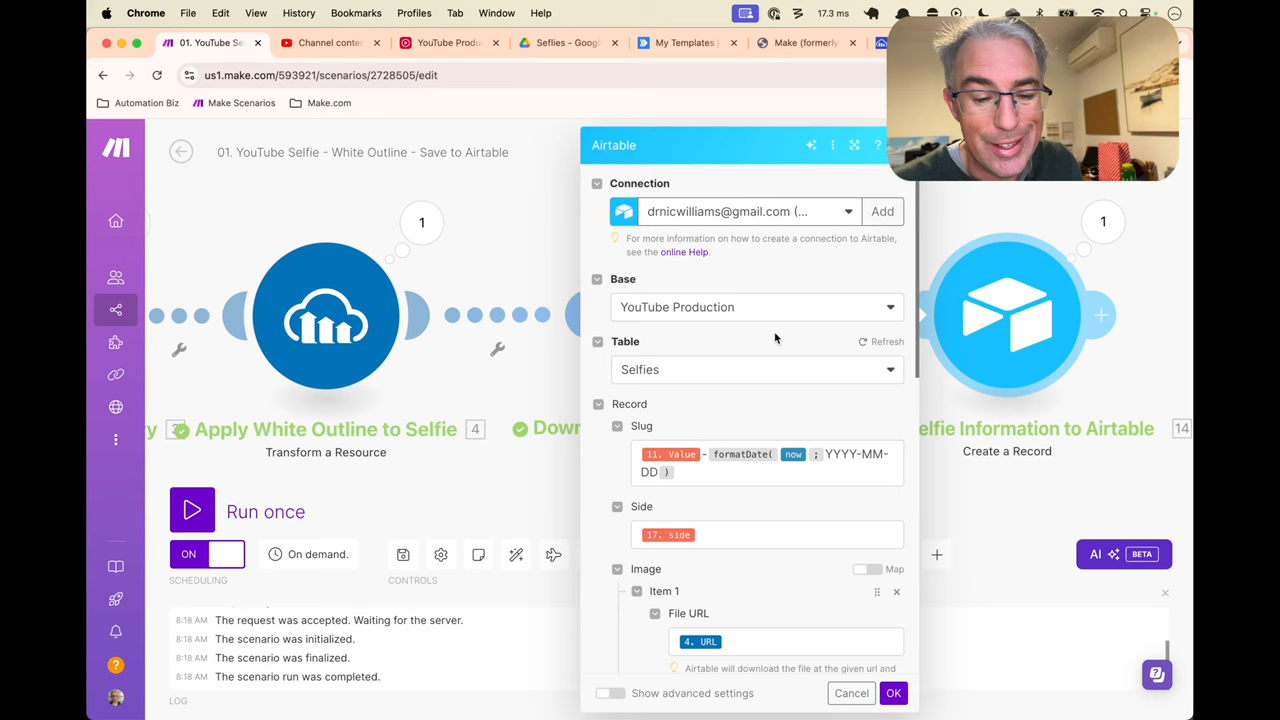 Chrome File Edit View History Bookmarks Profiles Tab Window Help 17.3 ms
01. YouTube Se Channel conten YouTube Produ Seflies - Goog My Templates Make (formerly
us1.make.com/593921/scenarios/2728505/edit
Automation Biz Make Scenarios Make.com
01. YouTube Selfie - White Outline - Save to Airtable
Airtable
?
Connection
drnicwilliams@gmail.com (... Add
For more information on how to create a connection to Airtable,
see the online Help.
Base
YouTube Production
Table Refresh
Selfies
Record
Slug
11. Value - formatDate( now ; YYYY-MM-
DD )
Side
17. side
Image Map
Item 1
File URL
4. URL
Airtable will download the file at the given url and
Show advanced settings Cancel OK
1
1
y 3 Apply White Outline to Selfie 4 Down
Transform a Resource
elfie Information to Airtable 14
Create a Record
Run once
ON On demand.
SCHEDULING CONTROLS
AI BETA
8:18 AM The request was accepted. Waiting for the server.
8:18 AM The scenario was initialized.
8:18 AM The scenario was finalized.
8:18 AM The scenario run was completed.
LOG